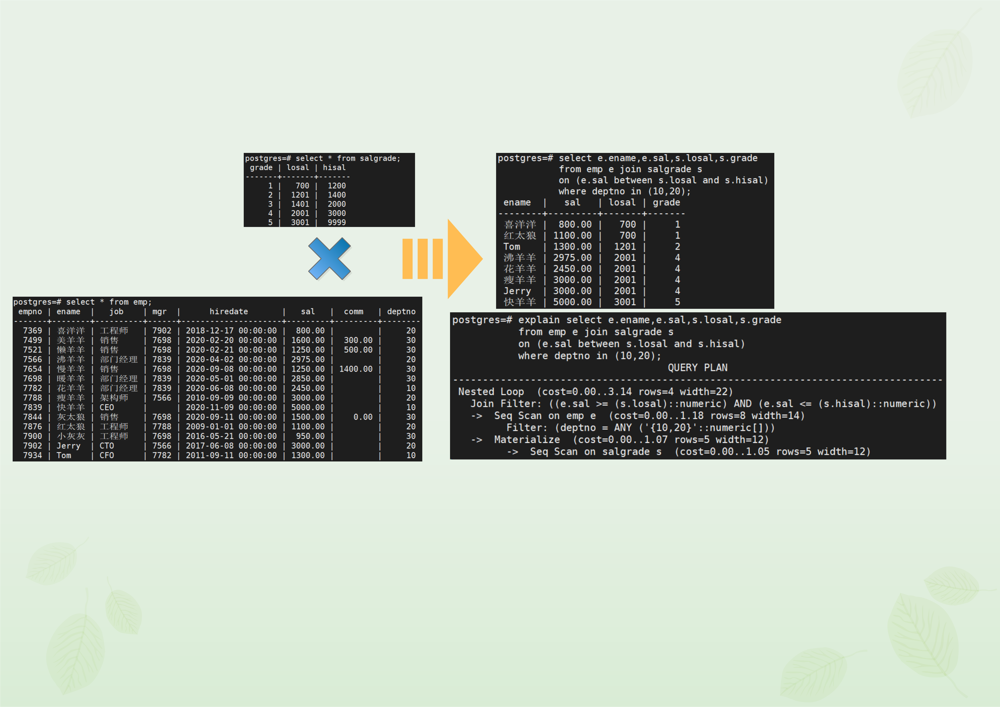 postgres=# select * from salgrade;
 grade | losal | hisal
-------+-------+-------
     1 |   700 |  1200
     2 |  1201 |  1400
     3 |  1401 |  2000
     4 |  2001 |  3000
     5 |  3001 |  9999
postgres=# select * from emp;
 empno | ename  |   job    | mgr  |      hiredate       |   sal   |  comm   | deptno
-------+--------+----------+------+---------------------+---------+---------+--------
  7369 | 喜洋洋 | 工程师   | 7902 | 2018-12-17 00:00:00 |  800.00 |         |     20
  7499 | 美羊羊 | 销售     | 7698 | 2020-02-20 00:00:00 | 1600.00 |  300.00 |     30
  7521 | 懒羊羊 | 销售     | 7698 | 2020-02-21 00:00:00 | 1250.00 |  500.00 |     30
  7566 | 沸羊羊 | 部门经理 | 7839 | 2020-04-02 00:00:00 | 2975.00 |         |     20
  7654 | 慢羊羊 | 销售     | 7698 | 2020-09-08 00:00:00 | 1250.00 | 1400.00 |     30
  7698 | 暖羊羊 | 部门经理 | 7839 | 2020-05-01 00:00:00 | 2850.00 |         |     30
  7782 | 花羊羊 | 部门经理 | 7839 | 2020-06-08 00:00:00 | 2450.00 |         |     10
  7788 | 瘦羊羊 | 架构师   | 7566 | 2010-09-09 00:00:00 | 3000.00 |         |     20
  7839 | 快羊羊 | CEO      |      | 2020-11-09 00:00:00 | 5000.00 |         |     10
  7844 | 灰太狼 | 销售     | 7698 | 2020-09-11 00:00:00 | 1500.00 |    0.00 |     30
  7876 | 红太狼 | 工程师   | 7788 | 2009-01-01 00:00:00 | 1100.00 |         |     20
  7900 | 小灰灰 | 工程师   | 7698 | 2016-05-21 00:00:00 |  950.00 |         |     30
  7902 | Jerry  | CTO      | 7566 | 2017-06-08 00:00:00 | 3000.00 |         |     20
  7934 | Tom    | CFO      | 7782 | 2011-09-11 00:00:00 | 1300.00 |         |     10
postgres=# select e.ename,e.sal,s.losal,s.grade
           from emp e join salgrade s
           on (e.sal between s.losal and s.hisal)
           where deptno in (10,20);
 ename  |   sal   | losal | grade
--------+---------+-------+-------
 喜洋洋 |  800.00 |   700 |     1
 红太狼 | 1100.00 |   700 |     1
 Tom    | 1300.00 |  1201 |     2
 沸羊羊 | 2975.00 |  2001 |     4
 花羊羊 | 2450.00 |  2001 |     4
 瘦羊羊 | 3000.00 |  2001 |     4
 Jerry  | 3000.00 |  2001 |     4
 快羊羊 | 5000.00 |  3001 |     5
postgres=# explain select e.ename,e.sal,s.losal,s.grade
           from emp e join salgrade s
           on (e.sal between s.losal and s.hisal)
           where deptno in (10,20);
                                    QUERY PLAN
----------------------------------------------------------------------------------
 Nested Loop  (cost=0.00..3.14 rows=4 width=22)
   Join Filter: ((e.sal >= (s.losal)::numeric) AND (e.sal <= (s.hisal)::numeric))
   ->  Seq Scan on emp e  (cost=0.00..1.18 rows=8 width=14)
         Filter: (deptno = ANY ('{10,20}'::numeric[]))
   ->  Materialize  (cost=0.00..1.07 rows=5 width=12)
         ->  Seq Scan on salgrade s  (cost=0.00..1.05 rows=5 width=12)